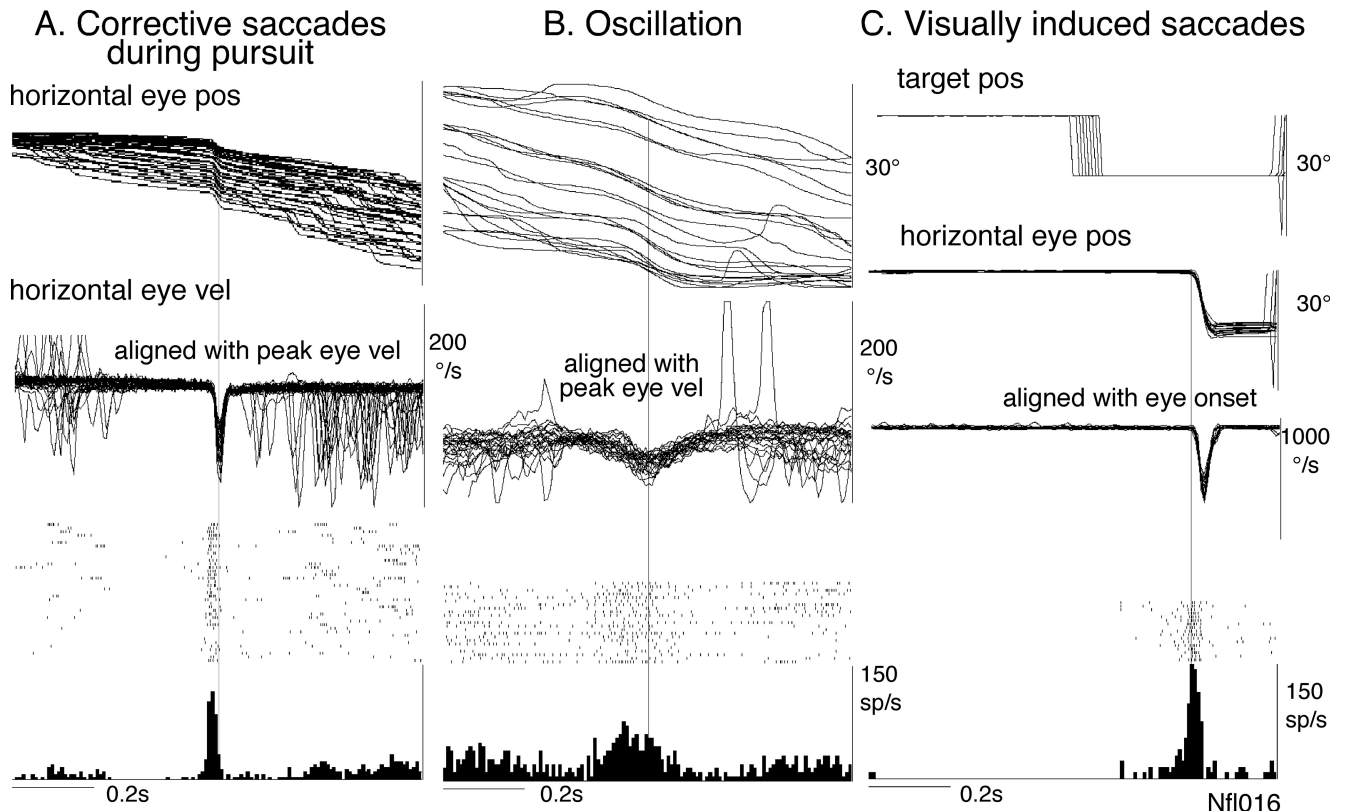 A. Corrective saccades
during pursuit
horizontal eye pos
horizontal eye vel
aligned with peak eye vel
200
°/s
0.2s
B. Oscillation
aligned with
peak eye vel
200
°/s
150
sp/s
0.2s
C. Visually induced saccades
target pos
30°
30°
horizontal eye pos
30°
aligned with eye onset
1000
°/s
150
sp/s
0.2s
Nfl016